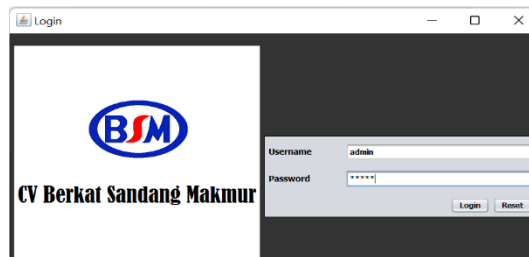 Login
BSM
CV Berkat Sandang Makmur
Username admin
Password *****
Login Reset